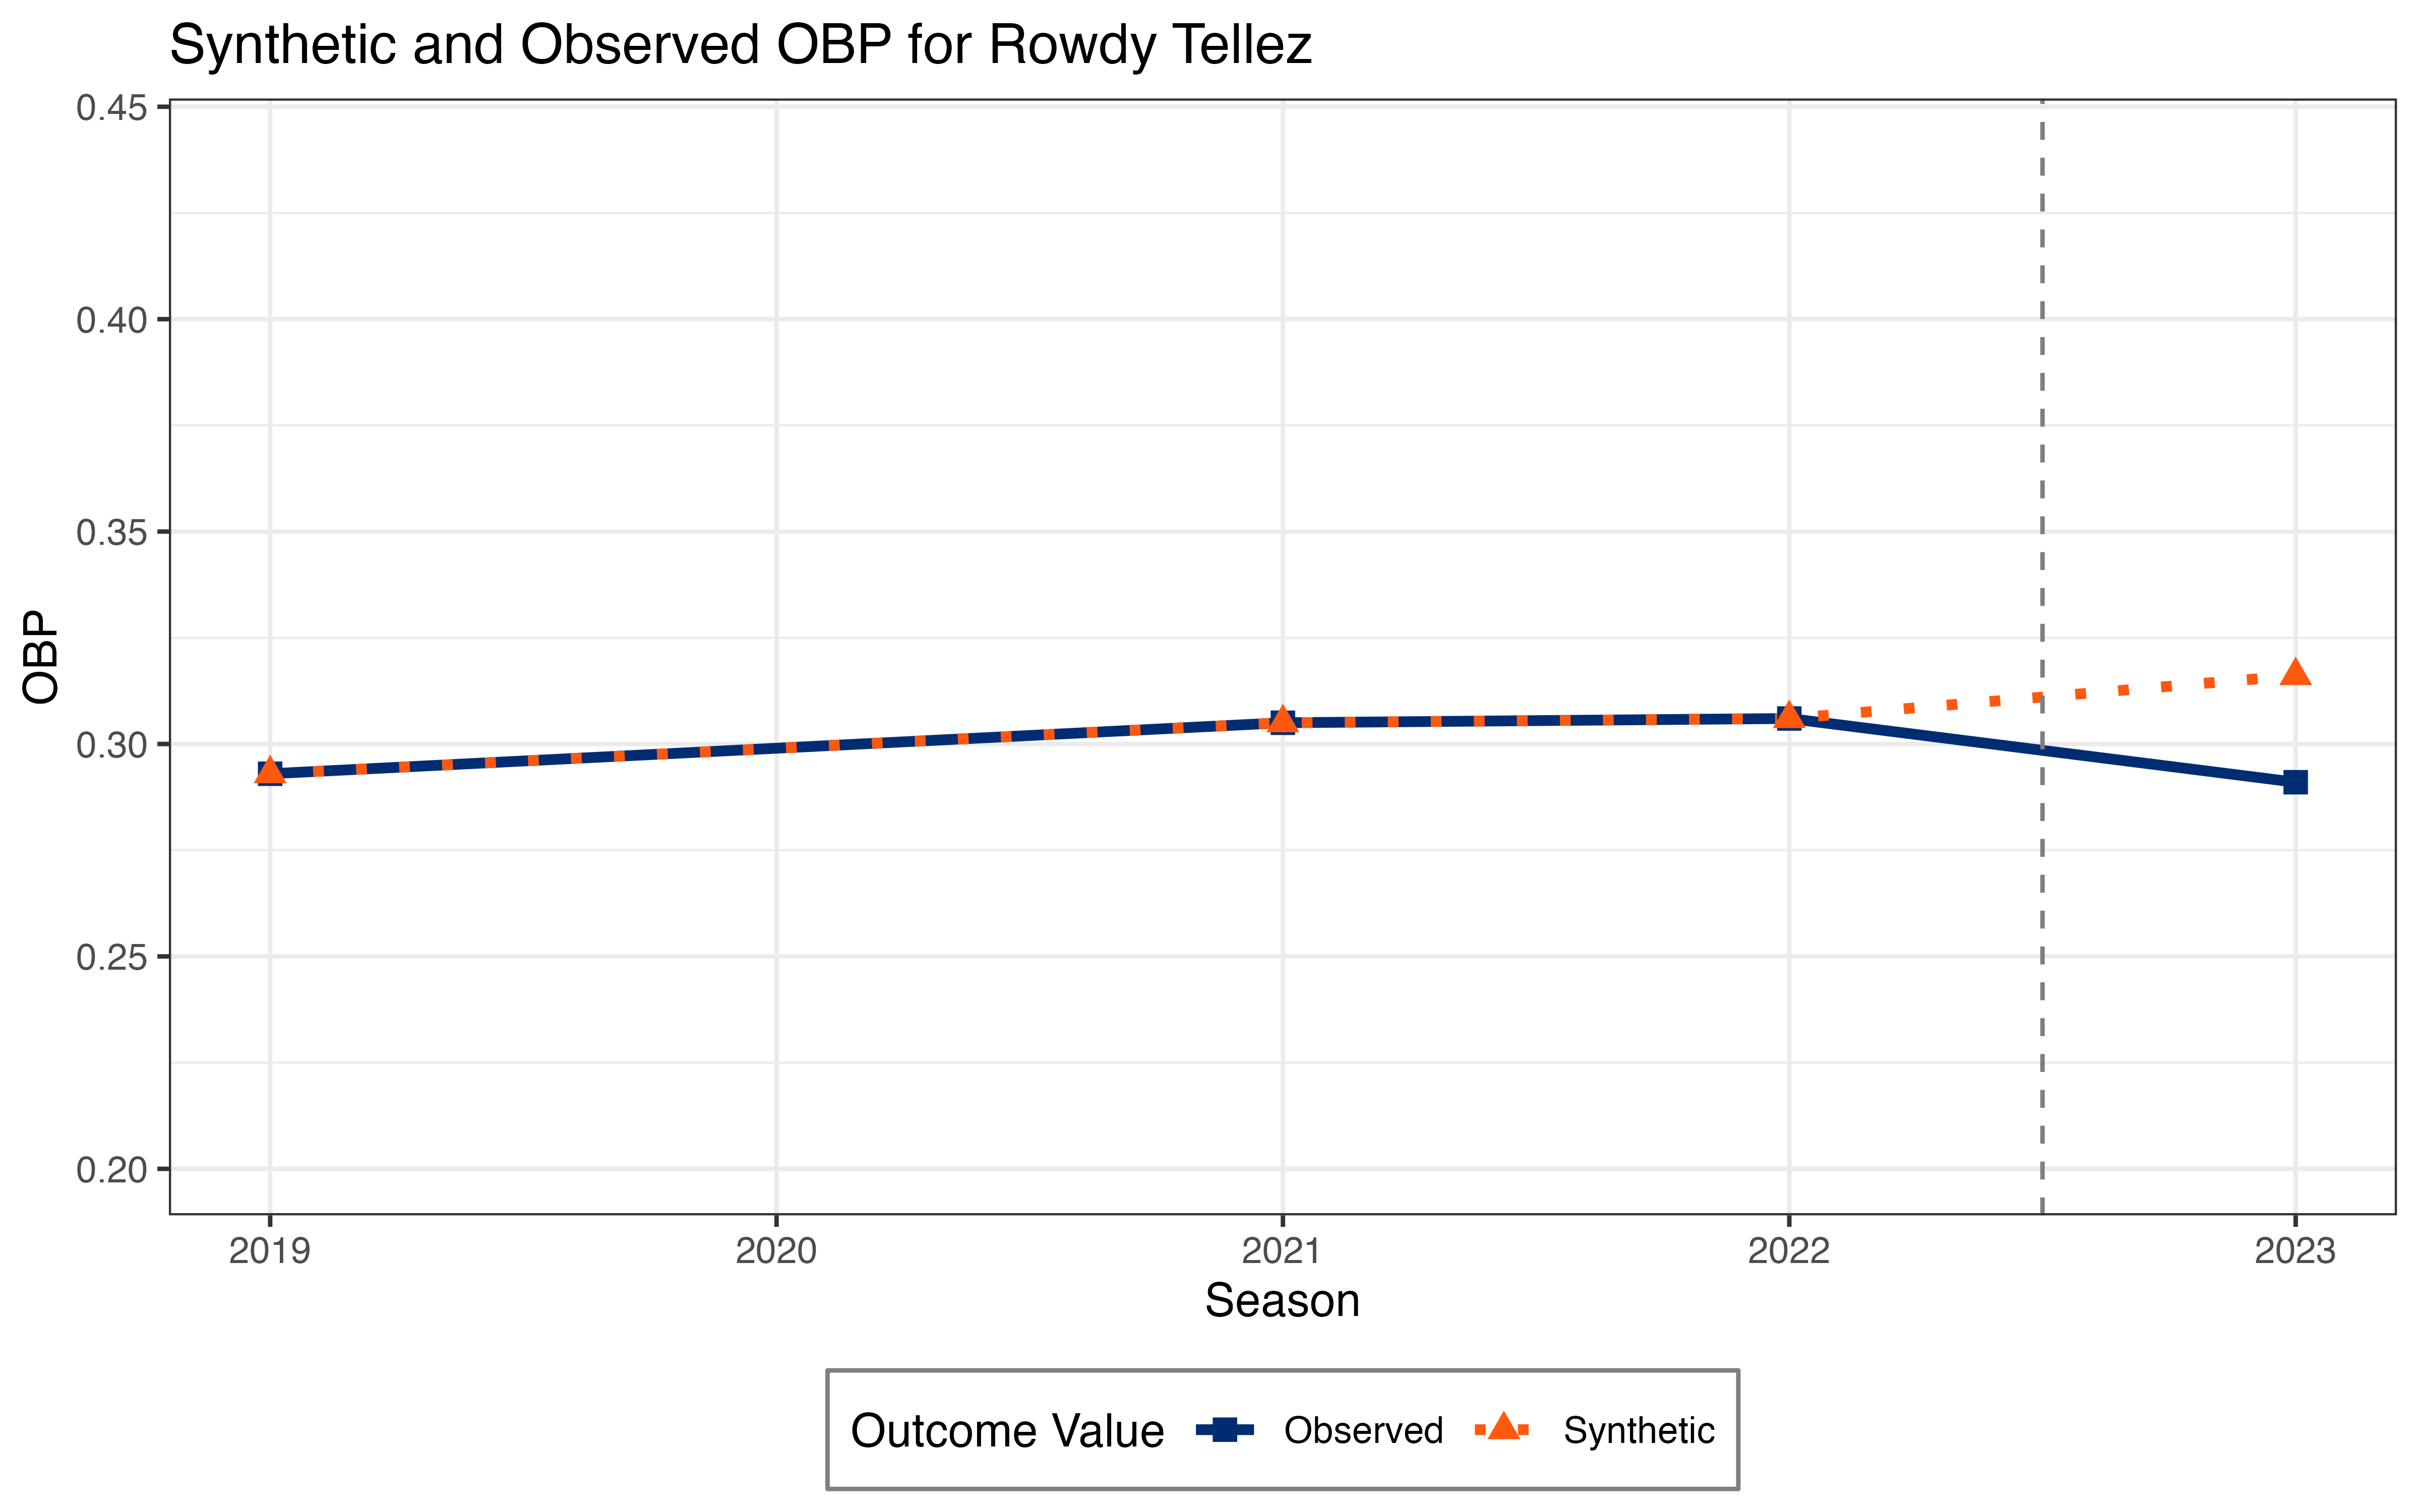 Synthetic and Observed OBP for Rowdy Tellez
0.45
0.40
0.35
0.30
0.25
0.20
OBP
2019 2020 2021 2022 2023
Season
Outcome Value Observed Synthetic